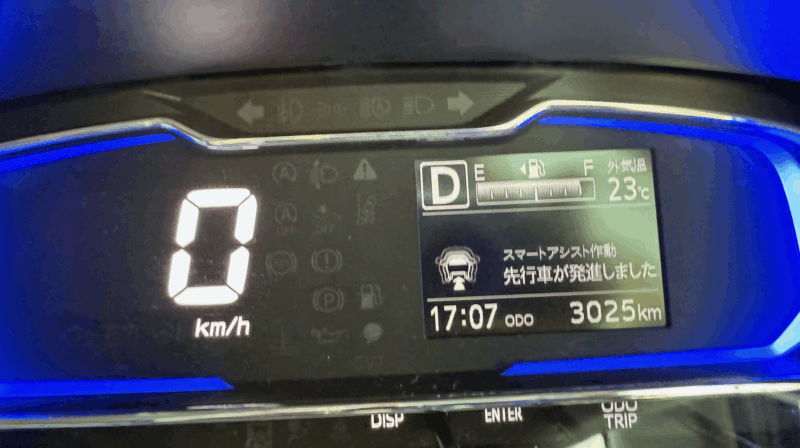 0
km/h
D
E F
外気温
23℃
スマートアシスト作動
先行車が発進しました
17:07 ODO 3025km
DISP
ENTER
ODO
TRIP